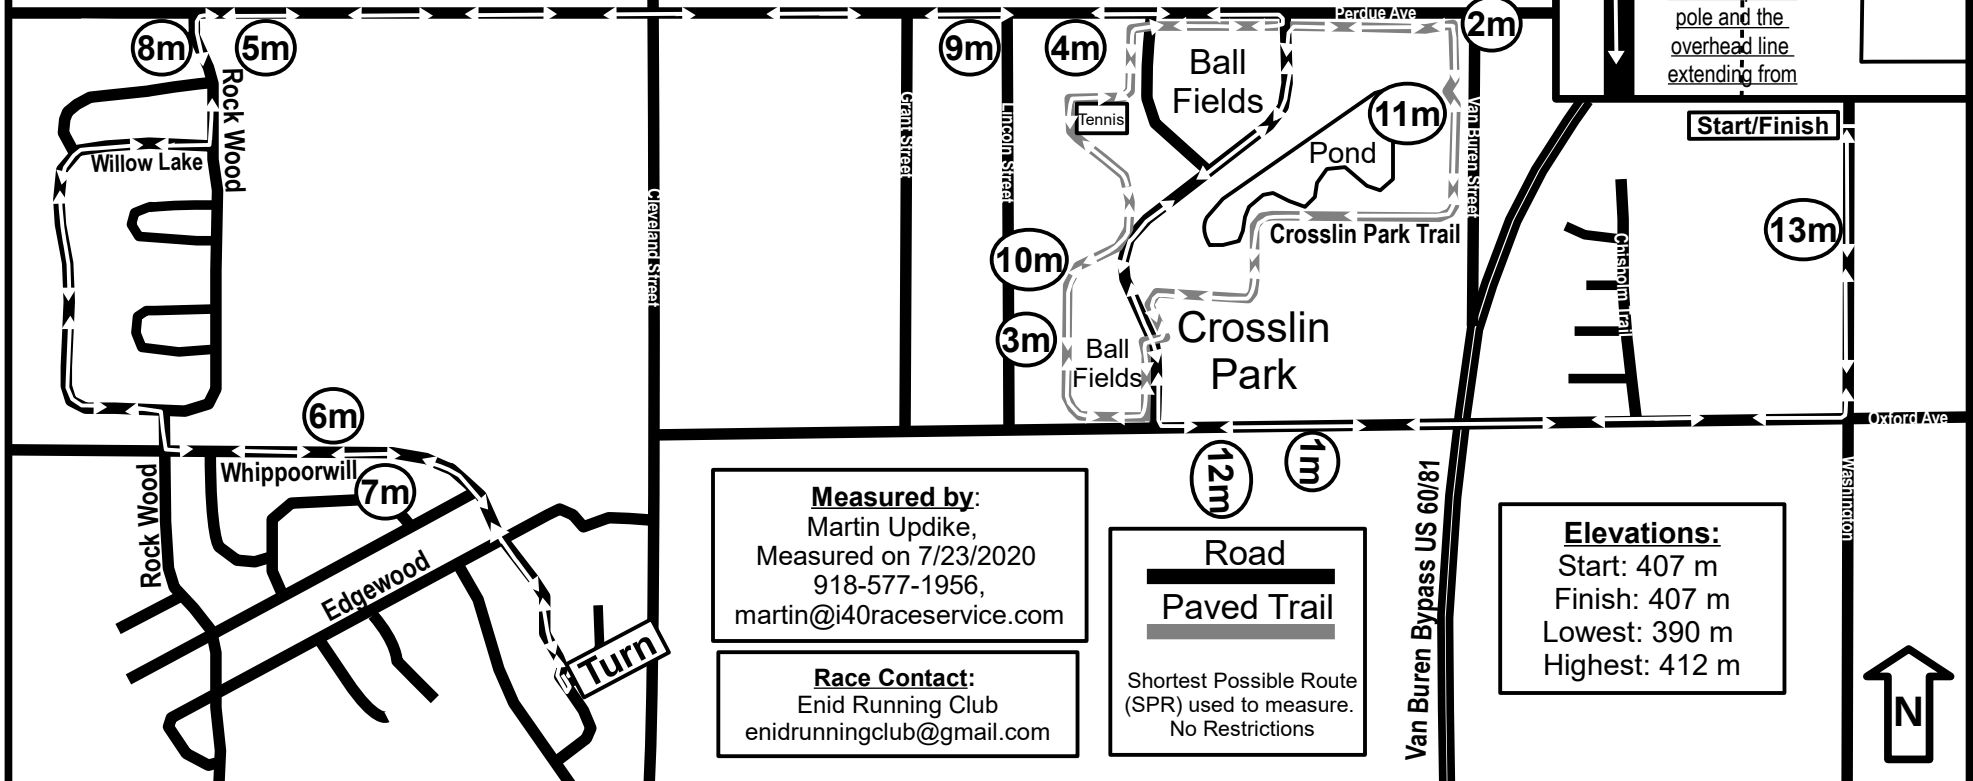 pole and the
overhead line
extending from
Perdue Ave
2m
8m
5m
9m
4m
Ball
Fields
11m
Tennis
Pond
Start/Finish
Rock Wood
Willow Lake
Grant Street
Lincoln Street
Van Buren Street
Cleveland Street
Crosslin Park Trail
Chisholm Trail
13m
10m
3m
Ball
Fields
Crosslin
Park
6m
Oxford Ave
Whippoorwill
7m
12m
1m
Rock Wood
Edgewood
Turn
Van Buren Bypass US 60/81
Washington
Measured by:
Martin Updike,
Measured on 7/23/2020
918-577-1956,
martin@i40raceservice.com
Race Contact:
Enid Running Club
enidrunningclub@gmail.com
Road
Paved Trail
Shortest Possible Route
(SPR) used to measure.
No Restrictions
Elevations:
Start: 407 m
Finish: 407 m
Lowest: 390 m
Highest: 412 m
N